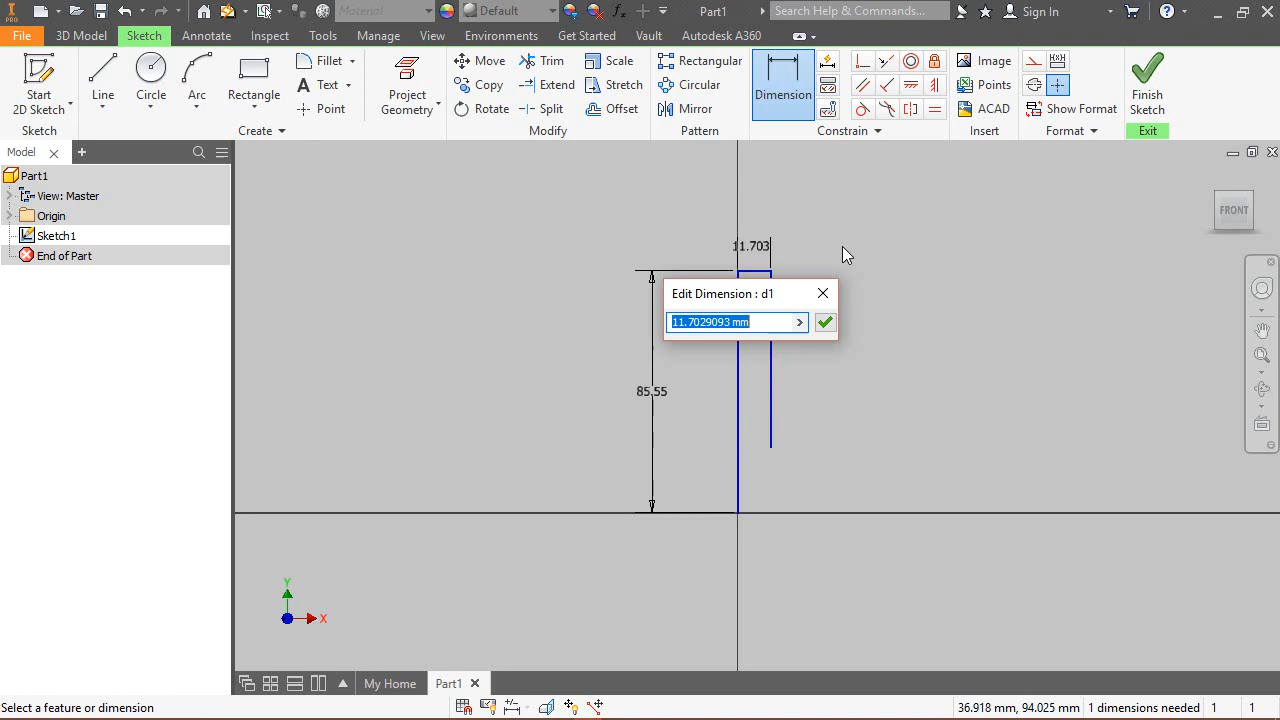 PRO
Material
Default
Part1
Search Help & Commands...
Sign In
File
3D Model
Sketch
Annotate
Inspect
Tools
Manage
View
Environments
Get Started
Vault
Autodesk A360
Start
2D Sketch
Line
Circle
Arc
Rectangle
Fillet
Text
Point
Project
Geometry
Move
Copy
Rotate
Trim
Extend
Split
Scale
Stretch
Offset
Rectangular
Circular
Mirror
Dimension
Image
Points
ACAD
Show Format
Finish
Sketch
Sketch
Create
Modify
Pattern
Constrain
Insert
Format
Exit
Model
Part1
View: Master
Origin
Sketch1
End of Part
11.703
FRONT
Edit Dimension : d1
11.7029093 mm
85.55
Y
X
My Home
Part1
Select a feature or dimension
36.918 mm, 94.025 mm
1 dimensions needed
1
1